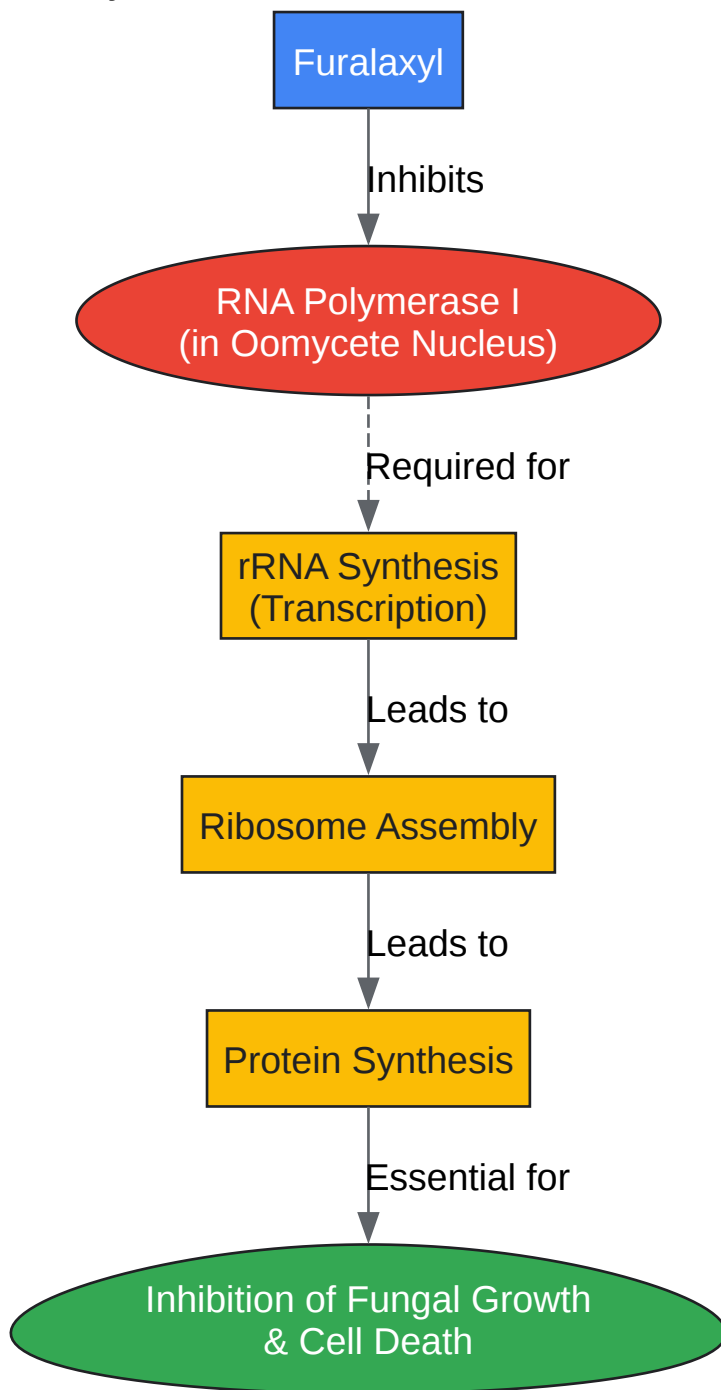 Furalaxyl
Inhibits
RNA Polymerase I
(in Oomycete Nucleus)
Required for
rRNA Synthesis
(Transcription)
Leads to
Ribosome Assembly
Leads to
Protein Synthesis
Essential for
Inhibition of Fungal Growth
& Cell Death